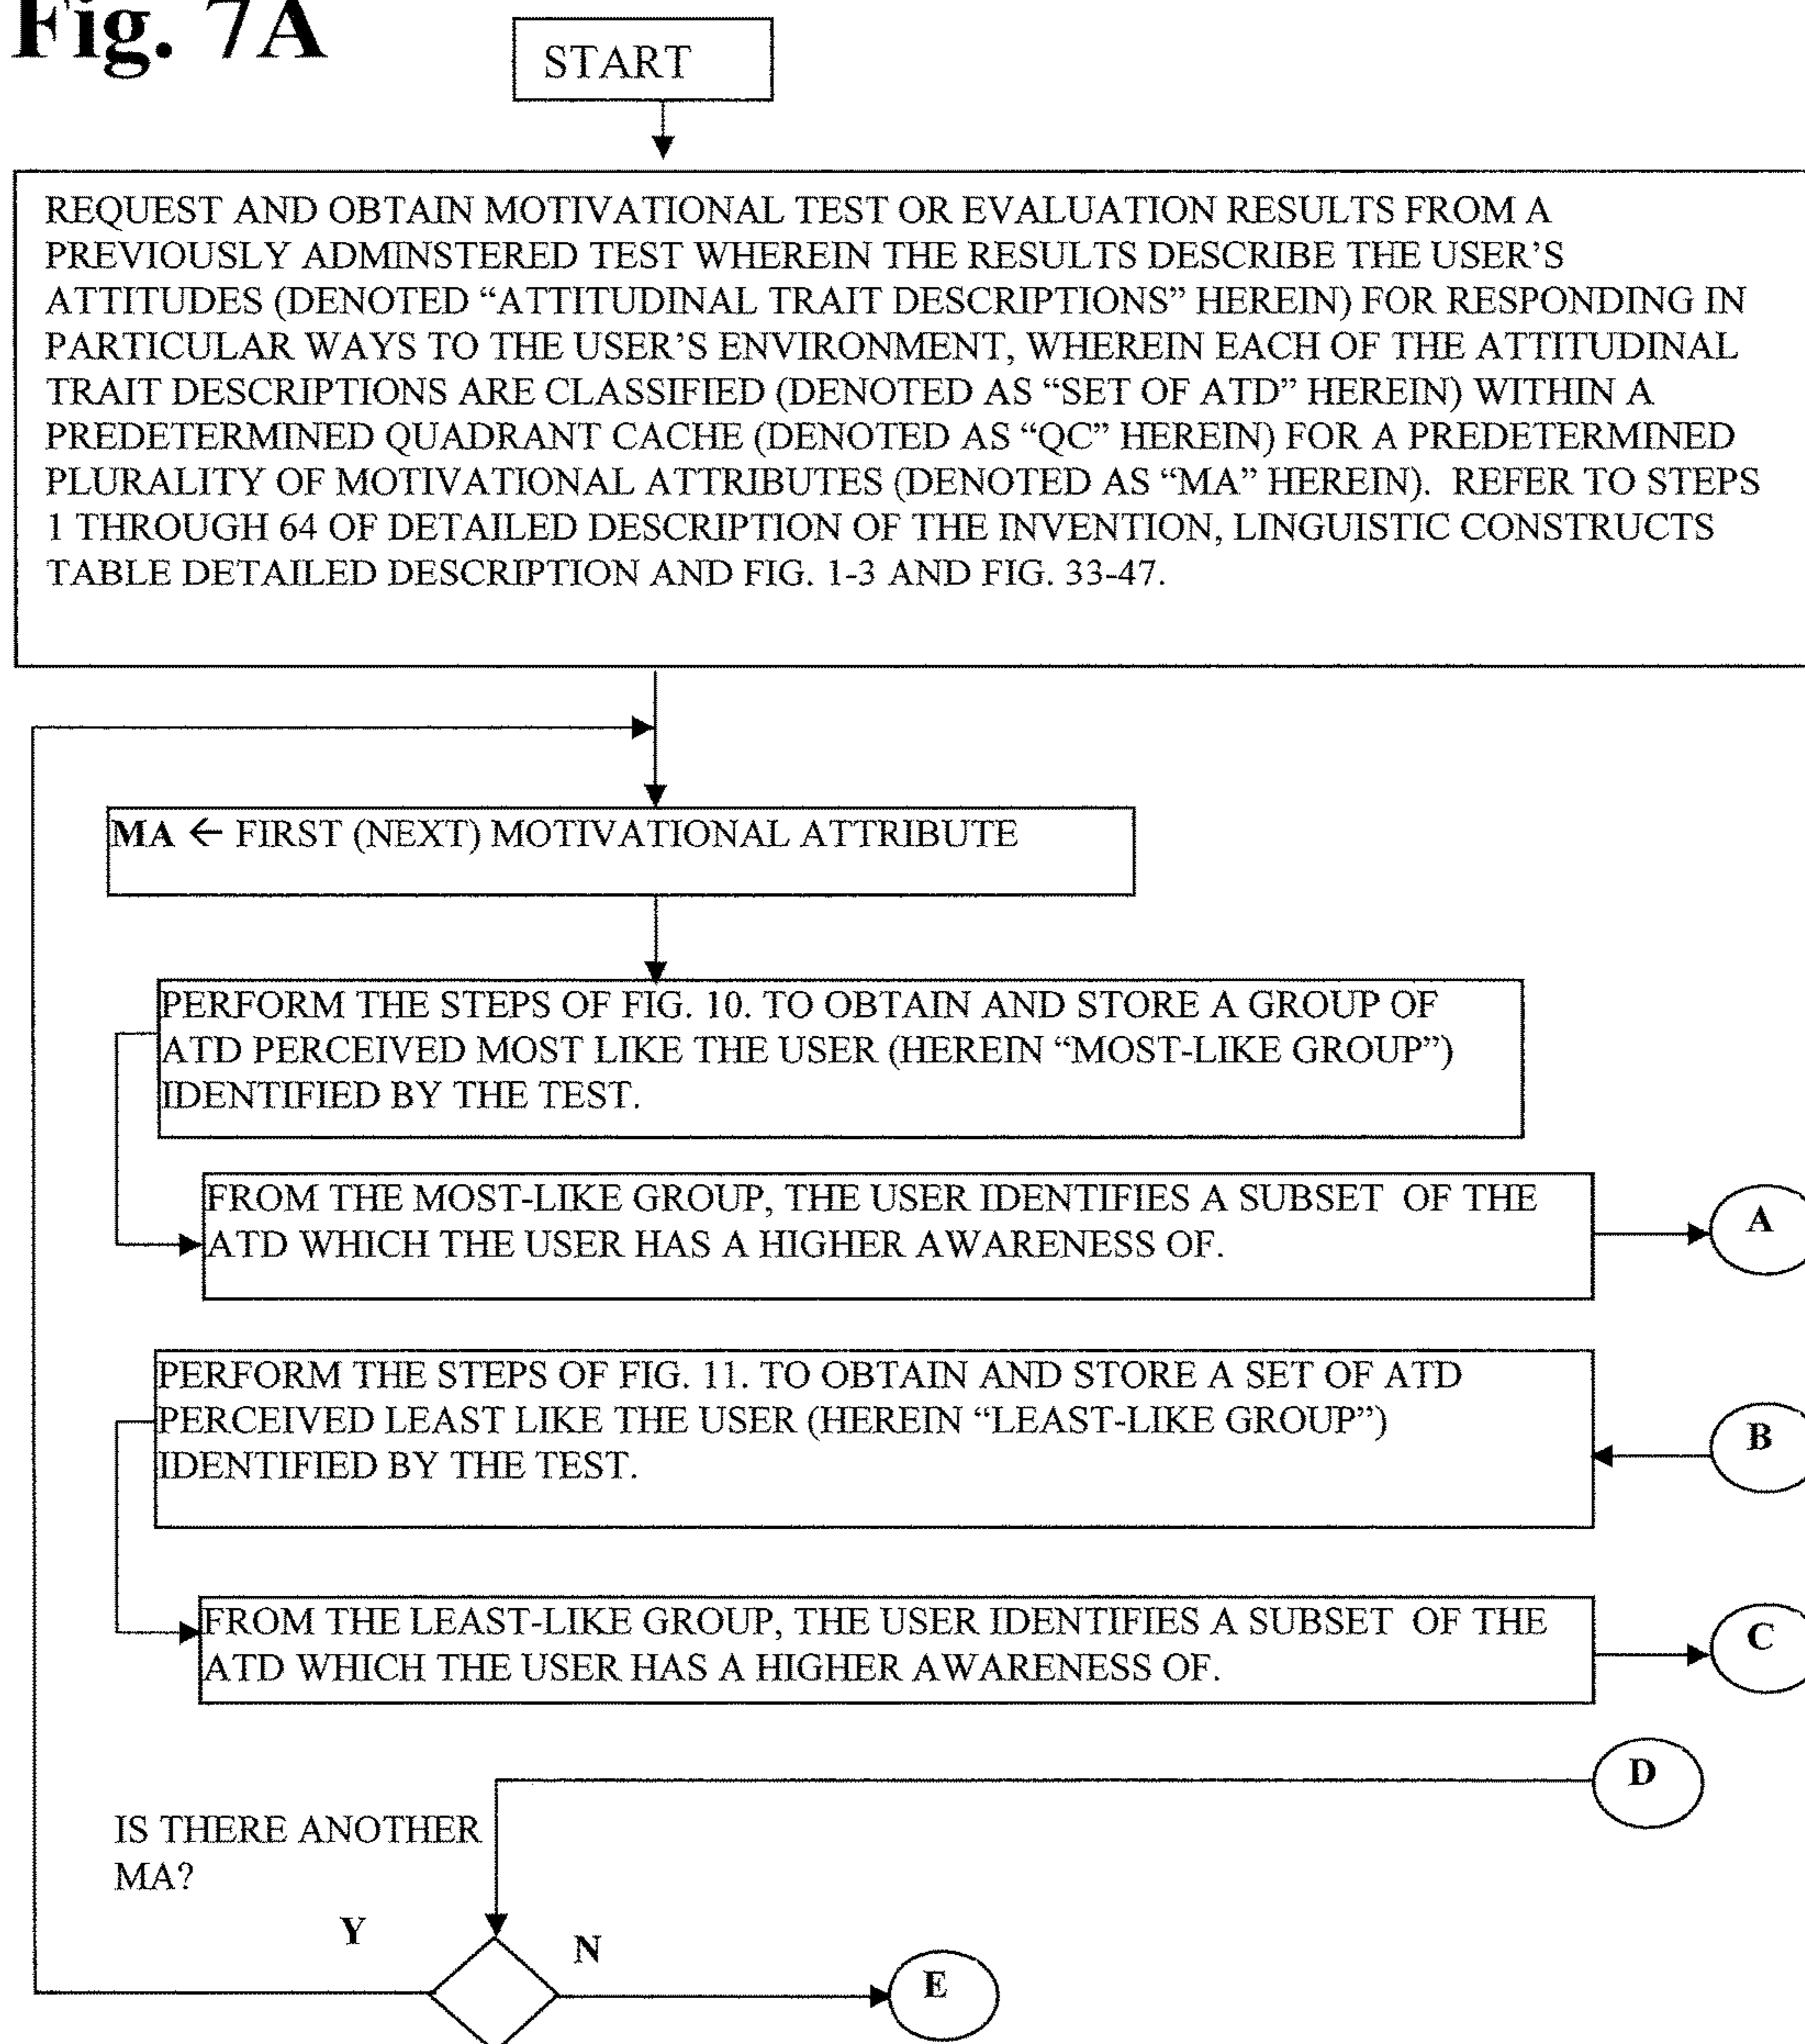 Fig. 7A
START
REQUEST AND OBTAIN MOTIVATIONAL TEST OR EVALUATION RESULTS FROM A
PREVIOUSLY ADMINSTERED TEST WHEREIN THE RESULTS DESCRIBE THE USER’S
ATTITUDES (DENOTED “ATTITUDINAL TRAIT DESCRIPTIONS” HEREIN) FOR RESPONDING IN
PARTICULAR WAYS TO THE USER’S ENVIRONMENT, WHEREIN EACH OF THE ATTITUDINAL
TRAIT DESCRIPTIONS ARE CLASSIFIED (DENOTED AS “SET OF ATD” HEREIN) WITHIN A
PREDETERMINED QUADRANT CACHE (DENOTED AS “QC” HEREIN) FOR A PREDETERMINED
PLURALITY OF MOTIVATIONAL ATTRIBUTES (DENOTED AS “MA” HEREIN). REFER TO STEPS
1 THROUGH 64 OF DETAILED DESCRIPTION OF THE INVENTION, LINGUISTIC CONSTRUCTS
TABLE DETAILED DESCRIPTION AND FIG. 1-3 AND FIG. 33-47.
MA ← FIRST (NEXT) MOTIVATIONAL ATTRIBUTE
PERFORM THE STEPS OF FIG. 10. TO OBTAIN AND STORE A GROUP OF
ATD PERCEIVED MOST LIKE THE USER (HEREIN “MOST-LIKE GROUP”)
IDENTIFIED BY THE TEST.
FROM THE MOST-LIKE GROUP, THE USER IDENTIFIES A SUBSET OF THE
ATD WHICH THE USER HAS A HIGHER AWARENESS OF.
A
PERFORM THE STEPS OF FIG. 11. TO OBTAIN AND STORE A SET OF ATD
PERCEIVED LEAST LIKE THE USER (HEREIN “LEAST-LIKE GROUP”)
IDENTIFIED BY THE TEST.
B
FROM THE LEAST-LIKE GROUP, THE USER IDENTIFIES A SUBSET OF THE
ATD WHICH THE USER HAS A HIGHER AWARENESS OF.
C
D
IS THERE ANOTHER
MA?
Y
N
E